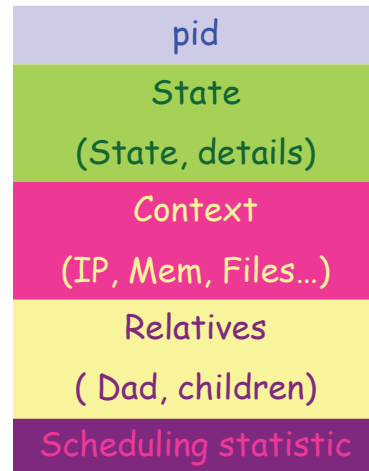 pid
State
(State, details)
Context
(IP, Mem, Files…)
Relatives
( Dad, children)
Scheduling statistic